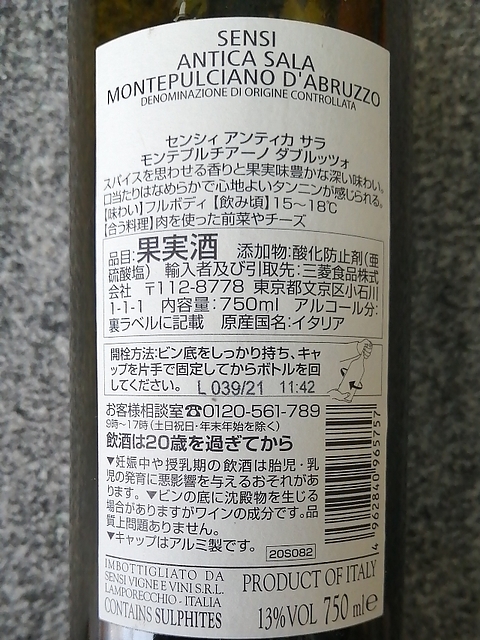 SENSI
ANTICA SALA
MONTEPULCIANO D'ABRUZZO
DENOMINAZIONE DI ORIGINE CONTROLLATA
センシィ アンティカ サラ
モンテプルチアーノ ダブルッツォ
スパイスを思わせる香りと果実味豊かな深い味わい。
口当たりはなめらかで心地よいタンニンが感じられる。
【味わい】フルボディ【飲み頃】15～18℃
【合う料理】肉を使った前菜やチーズ
品目:果実酒 添加物:酸化防止剤(亜
硫酸塩) 輸入者及び引取先:三菱食品株式
会社 〒112-8778 東京都文京区小石川
1-1-1 内容量:750ml アルコール分:
裏ラベルに記載 原産国名:イタリア
開栓方法:ビン底をしっかり持ち、キャ
ップを片手で固定してからボトルを回
してください。 L 039/21 11:42
お客様相談室☎0120-561-789
9時～17時(土日祝日・年末年始を除く)
飲酒は20歳を過ぎてから
▼妊娠中や授乳期の飲酒は胎児・乳
児の発育に悪影響を与えるおそれがあ
ります。▼ビンの底に沈殿物を生じる
場合がありますがワインの成分です。品
質上問題ありません。
▼キャップはアルミ製です。 20S082
4 962840 965757
IMBOTTIGLIATO DA
SENSI VIGNE E VINI S.R.L.
LAMPORECCHIO - ITALIA
CONTAINS SULPHITES
PRODUCT OF ITALY
13%VOL 750 ml e